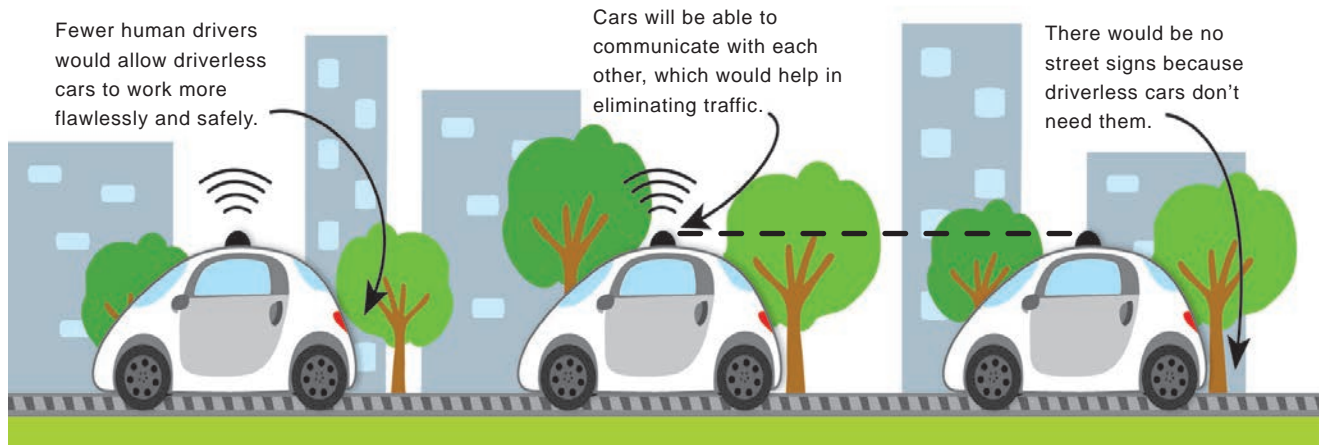 Fewer human drivers
would allow driverless
cars to work more
flawlessly and safely.
Cars will be able to
communicate with each
other, which would help in
eliminating traffic.
There would be no
street signs because
driverless cars don’t
need them.